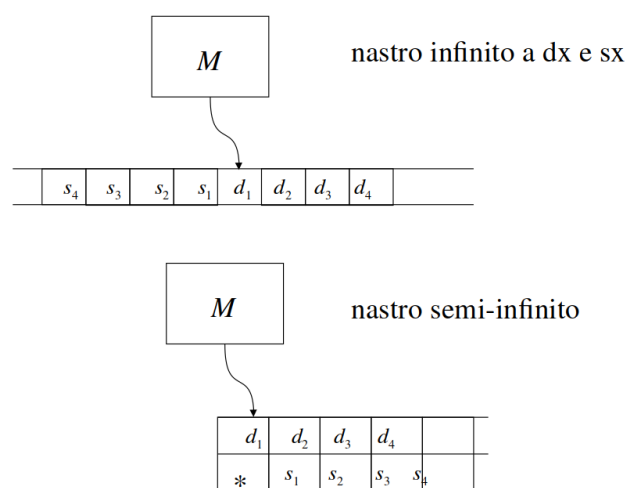 M
nastro infinito a dx e sx
s₄ s₃ s₂ s₁ d₁ d₂ d₃ d₄
M
nastro semi-infinito
d₁ d₂ d₃ d₄
* s₁ s₂ s₃ s₄